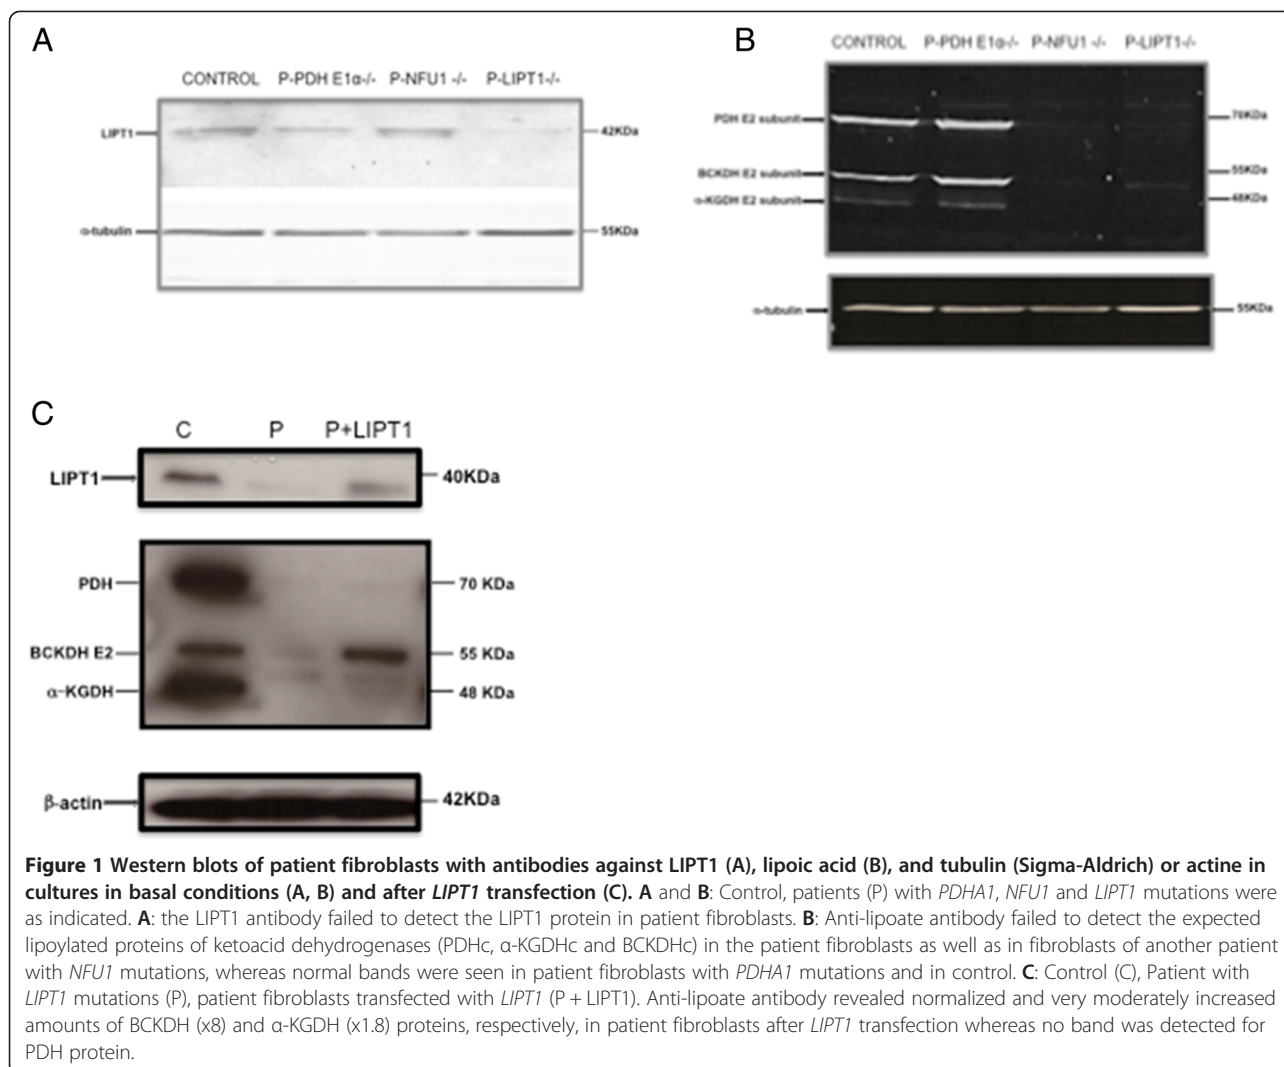 A
CONTROL P-PDH E1α-/- P-NFU1 -/- P-LIPT1-/-
LIPT1
42KDa
α-tubulin
55KDa
B
CONTROL P-PDH E1α-/- P-NFU1 -/- P-LIPT1-/-
PDH E2 subunit
70KDa
BCKDH E2 subunit
55KDa
α-KGDH E2 subunit
48KDa
α-tubulin
55KDa
C
C P P+LIPT1
LIPT1
40KDa
PDH
70 KDa
BCKDH E2
55 KDa
α-KGDH
48 KDa
β-actin
42KDa
Figure 1 Western blots of patient fibroblasts with antibodies against LIPT1 (A), lipoic acid (B), and tubulin (Sigma-Aldrich) or actine in
cultures in basal conditions (A, B) and after LIPT1 transfection (C). A and B: Control, patients (P) with PDHA1, NFU1 and LIPT1 mutations were
as indicated. A: the LIPT1 antibody failed to detect the LIPT1 protein in patient fibroblasts. B: Anti-lipoate antibody failed to detect the expected
lipoylated proteins of ketoacid dehydrogenases (PDHc, α-KGDHc and BCKDHc) in the patient fibroblasts as well as in fibroblasts of another patient
with NFU1 mutations, whereas normal bands were seen in patient fibroblasts with PDHA1 mutations and in control. C: Control (C), Patient with
LIPT1 mutations (P), patient fibroblasts transfected with LIPT1 (P + LIPT1). Anti-lipoate antibody revealed normalized and very moderately increased
amounts of BCKDH (x8) and α-KGDH (x1.8) proteins, respectively, in patient fibroblasts after LIPT1 transfection whereas no band was detected for
PDH protein.